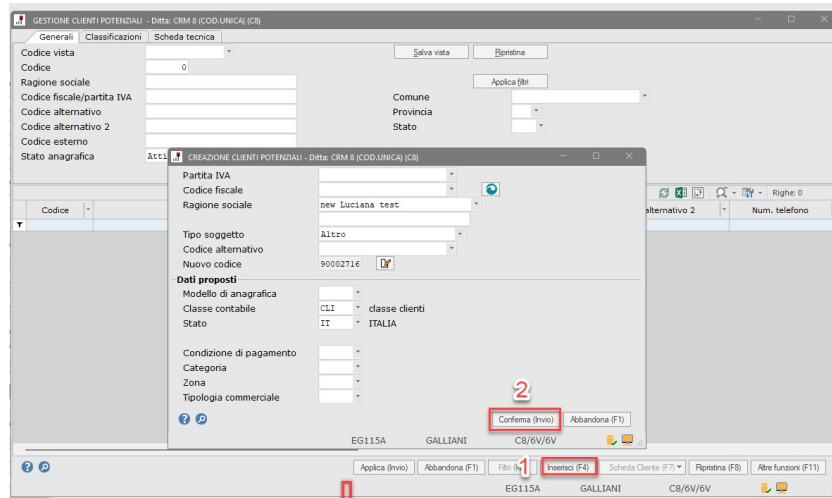 GESTIONE CLIENTI POTENZIALI - Ditta: CRM 8 (COD.UNICA) (C8)
Generali Classificazioni Scheda tecnica
Codice vista Salva vista Ripristina
Codice 0
Ragione sociale Applica filtri
Codice fiscale/partita IVA Comune
Codice alternativo Provincia
Codice alternativo 2 Stato
Codice esterno
Stato anagrafica Atti
CREAZIONE CLIENTI POTENZIALI - Ditta: CRM 8 (COD.UNICA) (C8)
Partita IVA
Codice fiscale
Righe: 0
Ragione sociale new Luciana test
Codice alternativo 2 Num. telefono
Tipo soggetto Altro
Codice alternativo
Nuovo codice 90002716
Dati proposti
Modello di anagrafica
Classe contabile CLI classe clienti
Stato IT ITALIA
Condizione di pagamento
Categoria
Zona
Tipologia commerciale
2
Conferma (Invio) Abbandona (F1)
EG115A GALLIANI C8/6V/6V
1
Applica (Invio) Abbandona (F1) Filtri Inserisci (F4) Scheda Cliente (F7) Ripristina (F8) Altre funzioni (F11)
EG115A GALLIANI C8/6V/6V